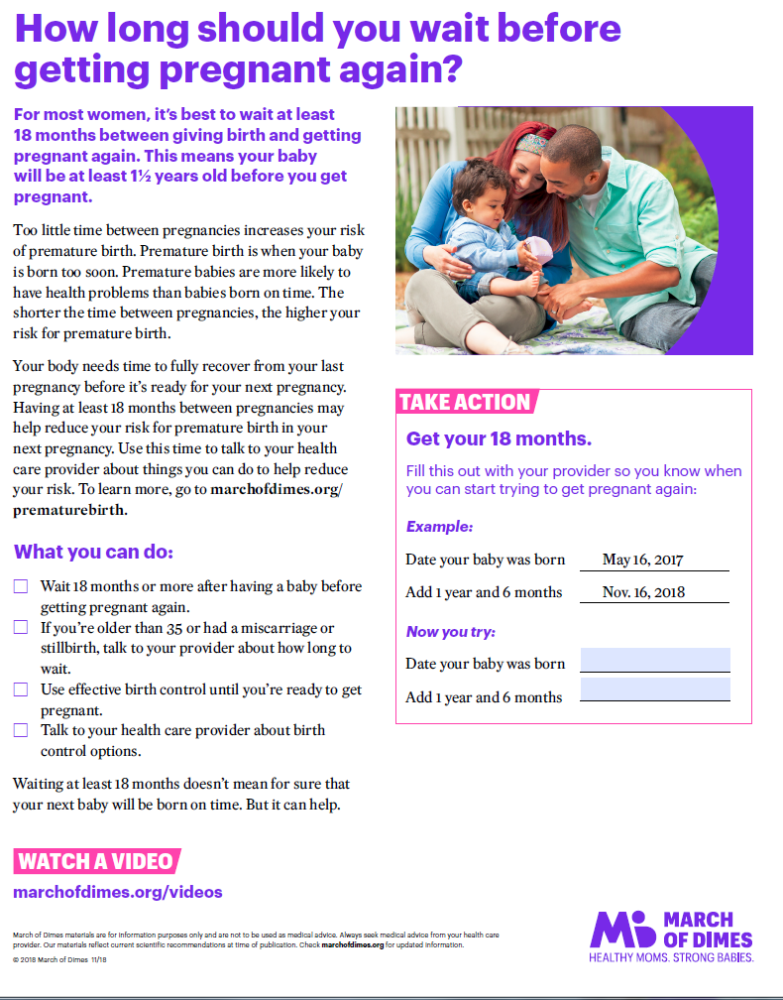 How long should you wait before
getting pregnant again?
For most women, it's best to wait at least
18 months between giving birth and getting
pregnant again. This means your baby
will be at least 1½ years old before you get
pregnant.
Too little time between pregnancies increases your risk
of premature birth. Premature birth is when your baby
is born too soon. Premature babies are more likely to
have health problems than babies born on time. The
shorter the time between pregnancies, the higher your
risk for premature birth.
Your body needs time to fully recover from your last
pregnancy before it's ready for your next pregnancy.
Having at least 18 months between pregnancies may
help reduce your risk for premature birth in your
next pregnancy. Use this time to talk to your health
care provider about things you can do to help reduce
your risk. To learn more, go to marchofdimes.org/
prematurebirth.
What you can do:
Wait 18 months or more after having a baby before
getting pregnant again.
If you're older than 35 or had a miscarriage or
stillbirth, talk to your provider about how long to
wait.
Use effective birth control until you're ready to get
pregnant.
Talk to your health care provider about birth
control options.
Waiting at least 18 months doesn't mean for sure that
your next baby will be born on time. But it can help.
WATCH A VIDEO
marchofdimes.org/videos
TAKE ACTION
Get your 18 months.
Fill this out with your provider so you know when
you can start trying to get pregnant again:
Example:
Date your baby was born May 16, 2017
Add 1 year and 6 months Nov. 16, 2018
Now you try:
Date your baby was born
Add 1 year and 6 months
March of Dimes materials are for information purposes only and are not to be used as medical advice. Always seek medical advice from your health care
provider. Our materials reflect current scientific recommendations at time of publication. Check marchofdimes.org for updated information.
© 2018 March of Dimes 11/18
MARCH
OF DIMES
HEALTHY MOMS. STRONG BABIES.